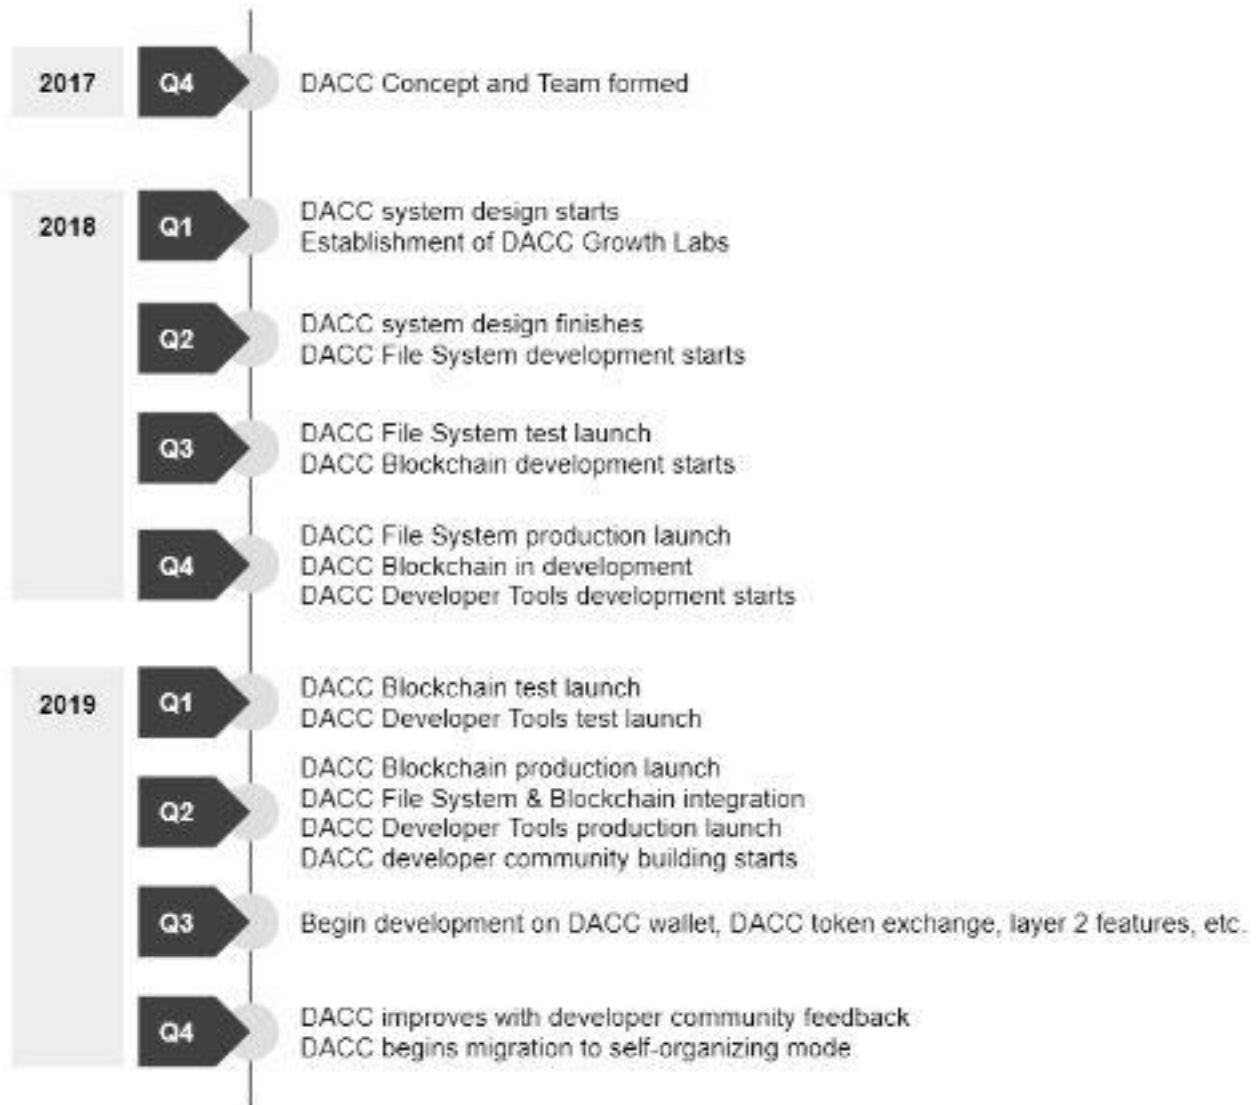 2017 Q4 DACC Concept and Team formed
2018 Q1 DACC system design starts
Establishment of DACC Growth Labs
Q2 DACC system design finishes
DACC File System development starts
Q3 DACC File System test launch
DACC Blockchain development starts
Q4 DACC File System production launch
DACC Blockchain in development
DACC Developer Tools development starts
2019 Q1 DACC Blockchain test launch
DACC Developer Tools test launch
Q2 DACC Blockchain production launch
DACC File System & Blockchain integration
DACC Developer Tools production launch
DACC developer community building starts
Q3 Begin development on DACC wallet, DACC token exchange, layer 2 features, etc.
Q4 DACC improves with developer community feedback
DACC begins migration to self-organizing mode